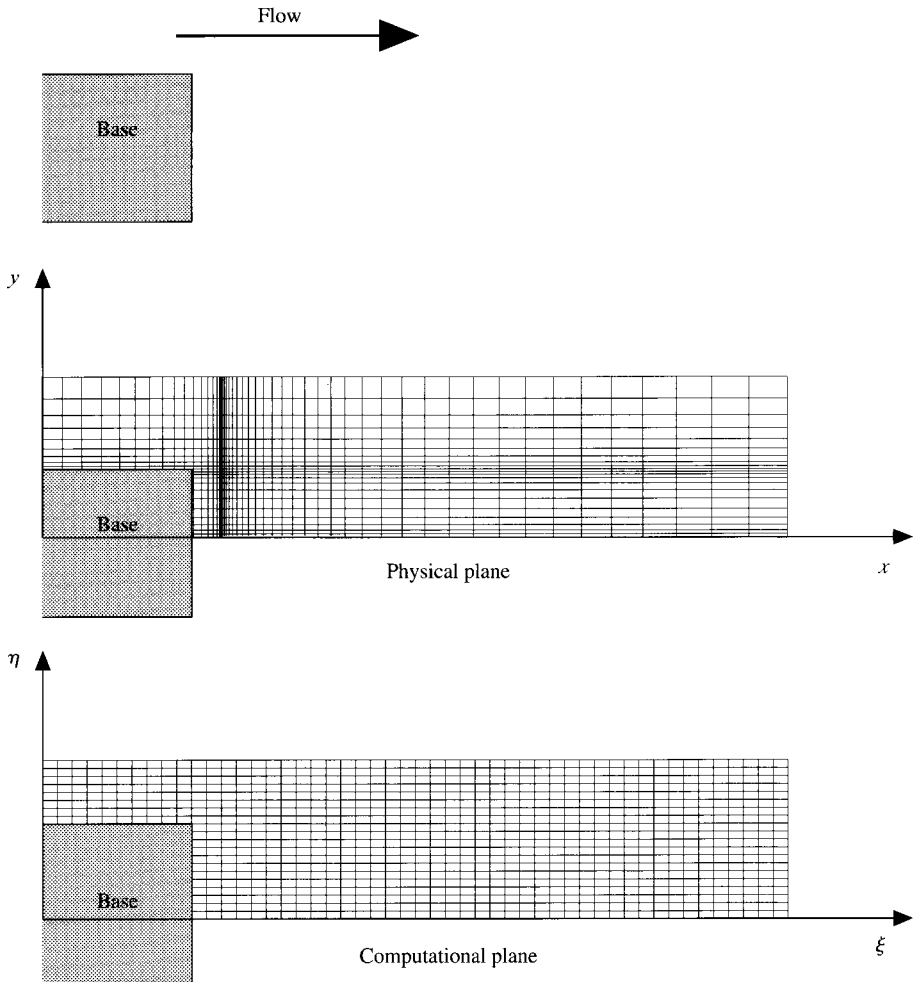 Flow
Base
y
Base
Physical plane
x
η
Base
Computational plane
ξ